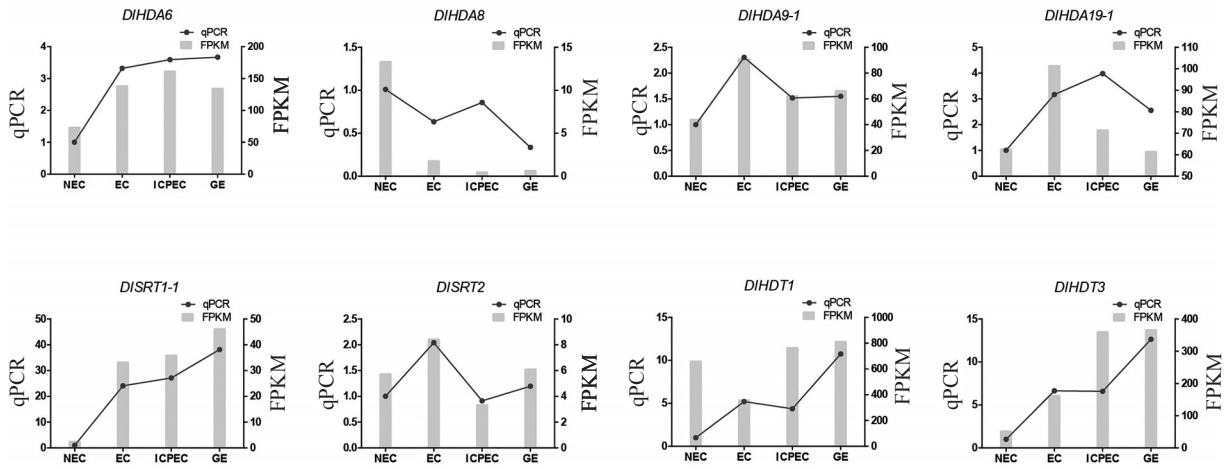 DIHDA6
qPCR
FPKM
4
3
2
1
0
200
150
100
50
0
qPCR
FPKM
NEC EC ICPEC GE
DIHDA8
qPCR
FPKM
1.5
1.0
0.5
0.0
15
10
5
0
qPCR
FPKM
NEC EC ICPEC GE
DIHDA9-1
qPCR
FPKM
2.5
2.0
1.5
1.0
0.5
0.0
100
80
60
40
20
0
qPCR
FPKM
NEC EC ICPEC GE
DIHDA19-1
qPCR
FPKM
5
4
3
2
1
0
110
100
90
80
70
60
50
qPCR
FPKM
NEC EC ICPEC GE
DISRT1-1
qPCR
FPKM
50
40
30
20
10
0
50
40
30
20
10
0
qPCR
FPKM
NEC EC ICPEC GE
DISRT2
qPCR
FPKM
2.5
2.0
1.5
1.0
0.5
0.0
10
8
6
4
2
0
qPCR
FPKM
NEC EC ICPEC GE
DIHDT1
qPCR
FPKM
15
10
5
0
1000
800
600
400
200
0
qPCR
FPKM
NEC EC ICPEC GE
DIHDT3
qPCR
FPKM
15
10
5
0
400
300
200
100
0
qPCR
FPKM
NEC EC ICPEC GE